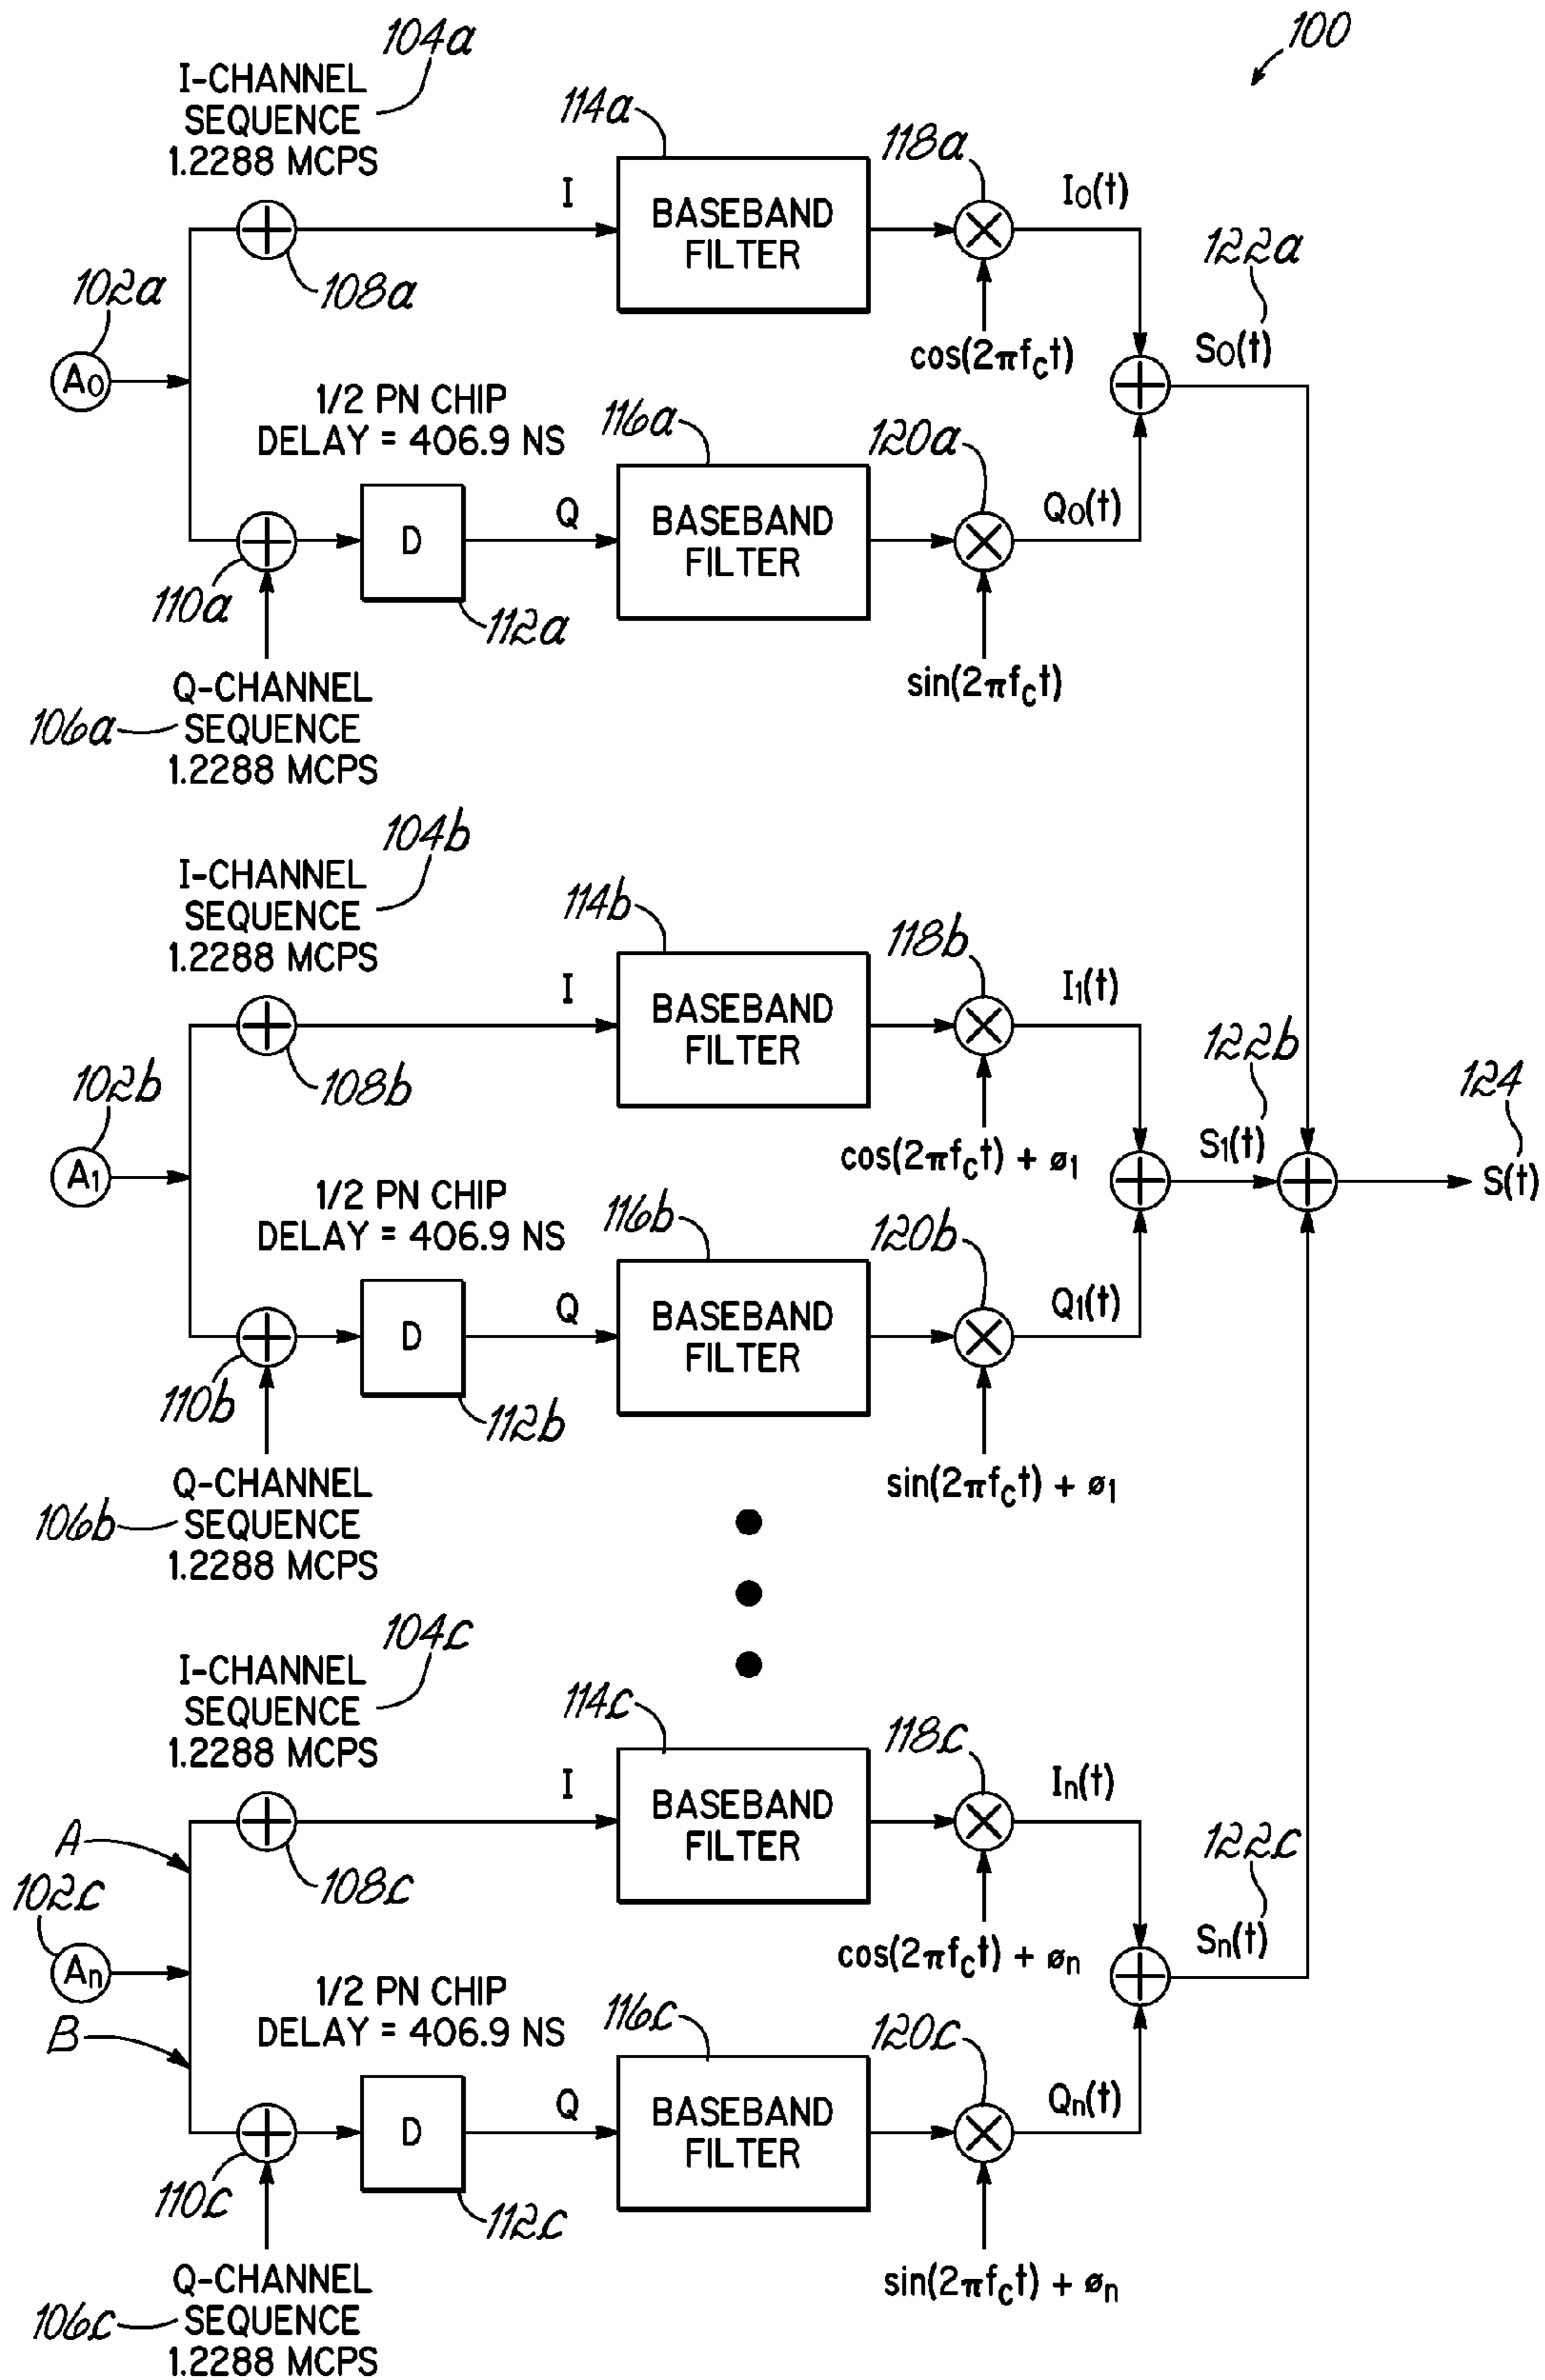 100
104a
I-CHANNEL
SEQUENCE
1.2288 MCPS
114a
118a
I
BASEBAND
FILTER
I0(t)
122a
102a
108a
A0
cos(2πfct)
S0(t)
1/2 PN CHIP
DELAY = 406.9 NS
116a
120a
D
Q
BASEBAND
FILTER
Q0(t)
110a
112a
Q-CHANNEL
SEQUENCE
1.2288 MCPS
106a
sin(2πfct)
104b
I-CHANNEL
SEQUENCE
1.2288 MCPS
114b
118b
I
BASEBAND
FILTER
I1(t)
122b
102b
108b
A1
cos(2πfct) + ø1
S1(t)
124
S(t)
1/2 PN CHIP
DELAY = 406.9 NS
116b
120b
D
Q
BASEBAND
FILTER
Q1(t)
110b
112b
Q-CHANNEL
SEQUENCE
1.2288 MCPS
106b
sin(2πfct) + ø1
104c
I-CHANNEL
SEQUENCE
1.2288 MCPS
114c
118c
I
BASEBAND
FILTER
In(t)
122c
A
102c
108c
An
B
cos(2πfct) + øn
Sn(t)
1/2 PN CHIP
DELAY = 406.9 NS
116c
120c
D
Q
BASEBAND
FILTER
Qn(t)
110c
112c
Q-CHANNEL
SEQUENCE
1.2288 MCPS
106c
sin(2πfct) + øn